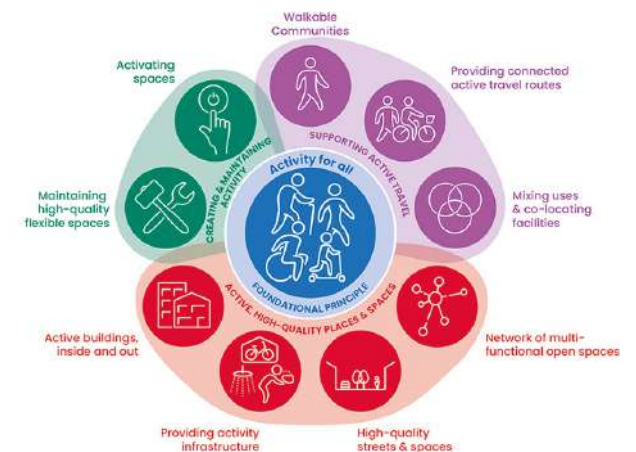 Walkable
Communities
Activating
spaces
Providing connected
active travel routes
SUPPORTING ACTIVE TRAVEL
CREATING & MAINTAINING
ACTIVITY
Activity for all
Maintaining
high-quality
flexible spaces
Mixing uses
& co-locating
facilities
FOUNDATIONAL PRINCIPLE
ACTIVE, HIGH-QUALITY PLACES & SPACES
Active buildings,
inside and out
Network of multi-
functional open spaces
Providing activity
infrastructure
High-quality
streets & spaces